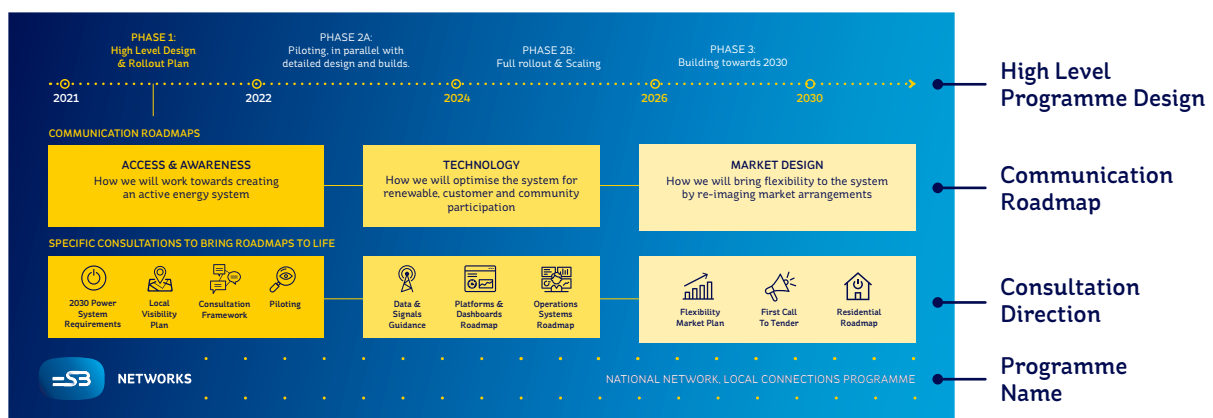 PHASE 1:
High Level Design
& Rollout Plan
PHASE 2A:
Piloting, in parallel with
detailed design and builds.
PHASE 2B:
Full rollout & Scaling
PHASE 3:
Building towards 2030
2021
2022
2024
2026
2030
High Level
Programme Design
COMMUNICATION ROADMAPS
ACCESS & AWARENESS
How we will work towards creating
an active energy system
TECHNOLOGY
How we will optimise the system for
renewable, customer and community
participation
MARKET DESIGN
How we will bring flexibility to the system
by re-imaging market arrangements
Communication
Roadmap
SPECIFIC CONSULTATIONS TO BRING ROADMAPS TO LIFE
2030 Power
System
Requirements
Local
Visibility
Plan
Consultation
Framework
Piloting
Data &
Signals
Guidance
Platforms &
Dashboards
Roadmap
Operations
Systems
Roadmap
Flexibility
Market Plan
First Call
To Tender
Residential
Roadmap
Consultation
Direction
ESB
NETWORKS
NATIONAL NETWORK, LOCAL CONNECTIONS PROGRAMME
Programme
Name